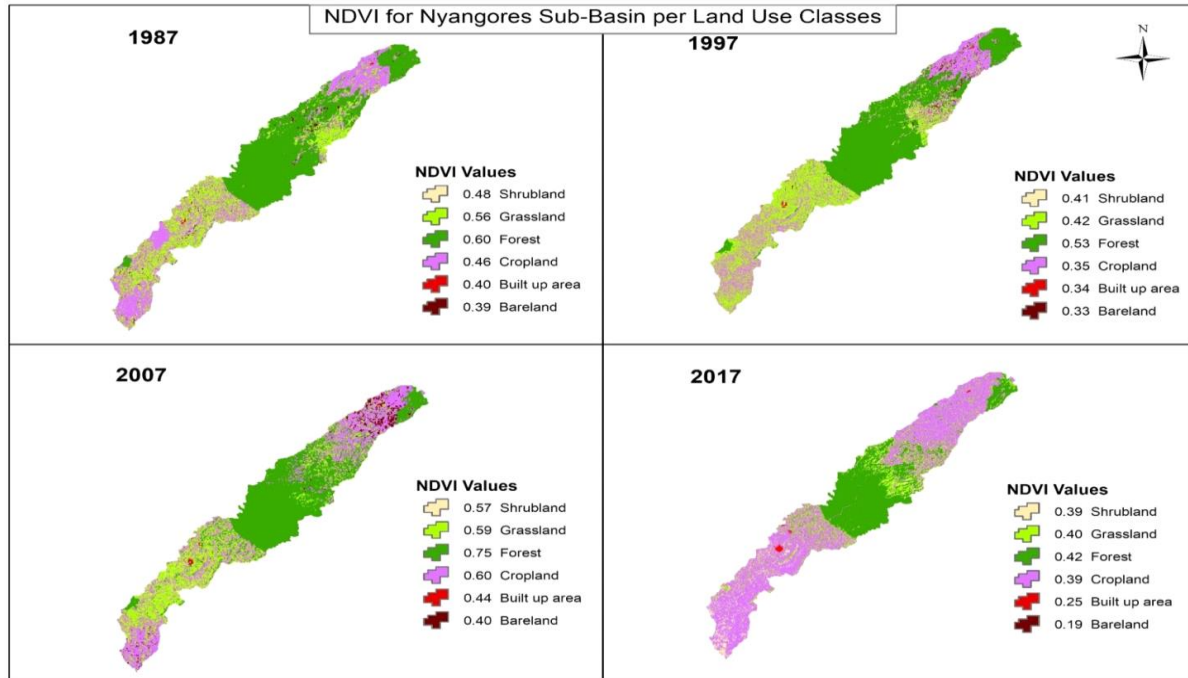 NDVI for Nyangores Sub-Basin per Land Use Classes
1987
NDVI Values
0.48 Shrubland
0.56 Grassland
0.60 Forest
0.46 Cropland
0.40 Built up area
0.39 Bareland
1997
N
NDVI Values
0.41 Shrubland
0.42 Grassland
0.53 Forest
0.35 Cropland
0.34 Built up area
0.33 Bareland
2007
NDVI Values
0.57 Shrubland
0.59 Grassland
0.75 Forest
0.60 Cropland
0.44 Built up area
0.40 Bareland
2017
NDVI Values
0.39 Shrubland
0.40 Grassland
0.42 Forest
0.39 Cropland
0.25 Built up area
0.19 Bareland